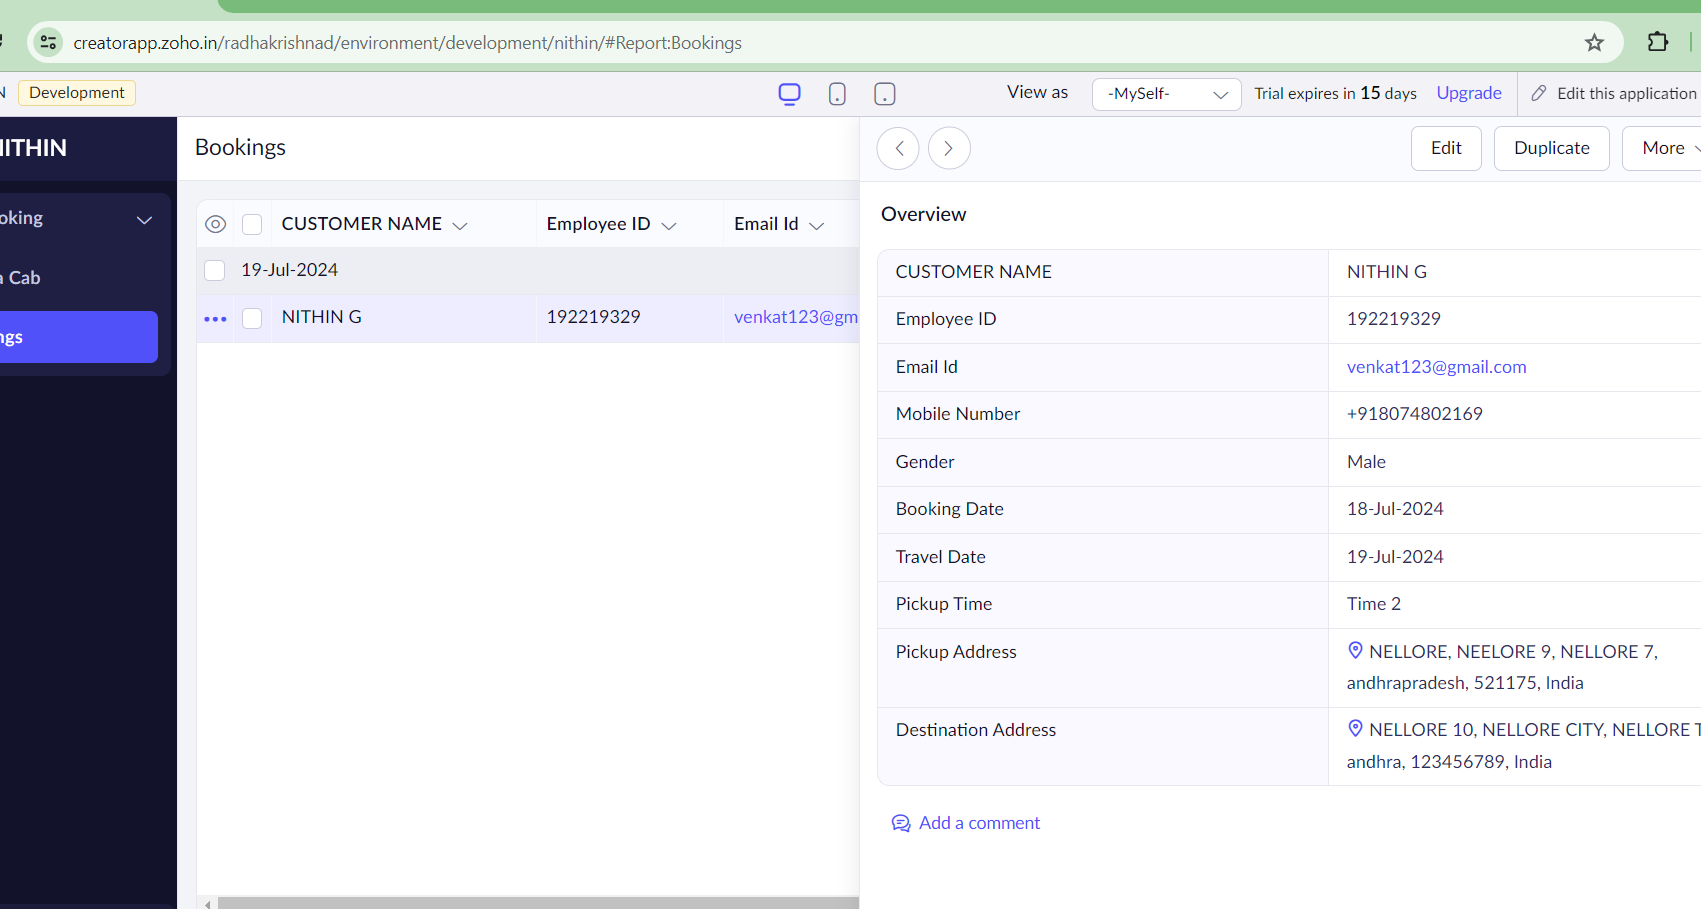 creatorapp.zoho.in/radhakrishnad/environment/development/nithin/#Report:Bookings
N Development View as -MySelf- Trial expires in 15 days Upgrade Edit this application
NITHIN
oking
a Cab
ngs
Bookings
CUSTOMER NAME Employee ID Email Id
19-Jul-2024
NITHIN G 192219329 venkat123@gm
Edit Duplicate More
Overview
CUSTOMER NAME NITHIN G
Employee ID 192219329
Email Id venkat123@gmail.com
Mobile Number +918074802169
Gender Male
Booking Date 18-Jul-2024
Travel Date 19-Jul-2024
Pickup Time Time 2
Pickup Address NELLORE, NEELORE 9, NELLORE 7,
andhrapradesh, 521175, India
Destination Address NELLORE 10, NELLORE CITY, NELLORE T
andhra, 123456789, India
Add a comment